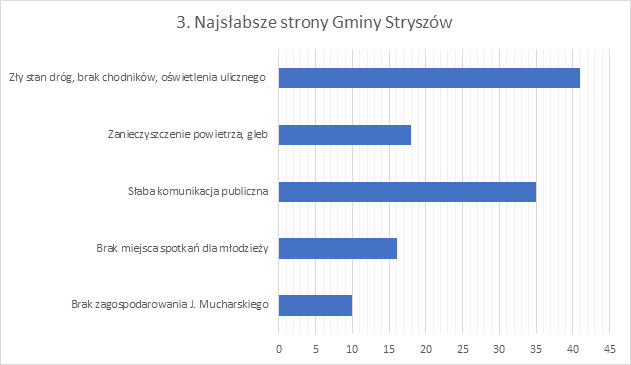 3. Najsłabsze strony Gminy Stryszów
Zły stan dróg, brak chodników, oświetlenia ulicznego
Zanieczyszczenie powietrza, gleb
Słaba komunikacja publiczna
Brak miejsca spotkań dla młodzieży
Brak zagospodarowania J. Mucharskiego
0 5 10 15 20 25 30 35 40 45